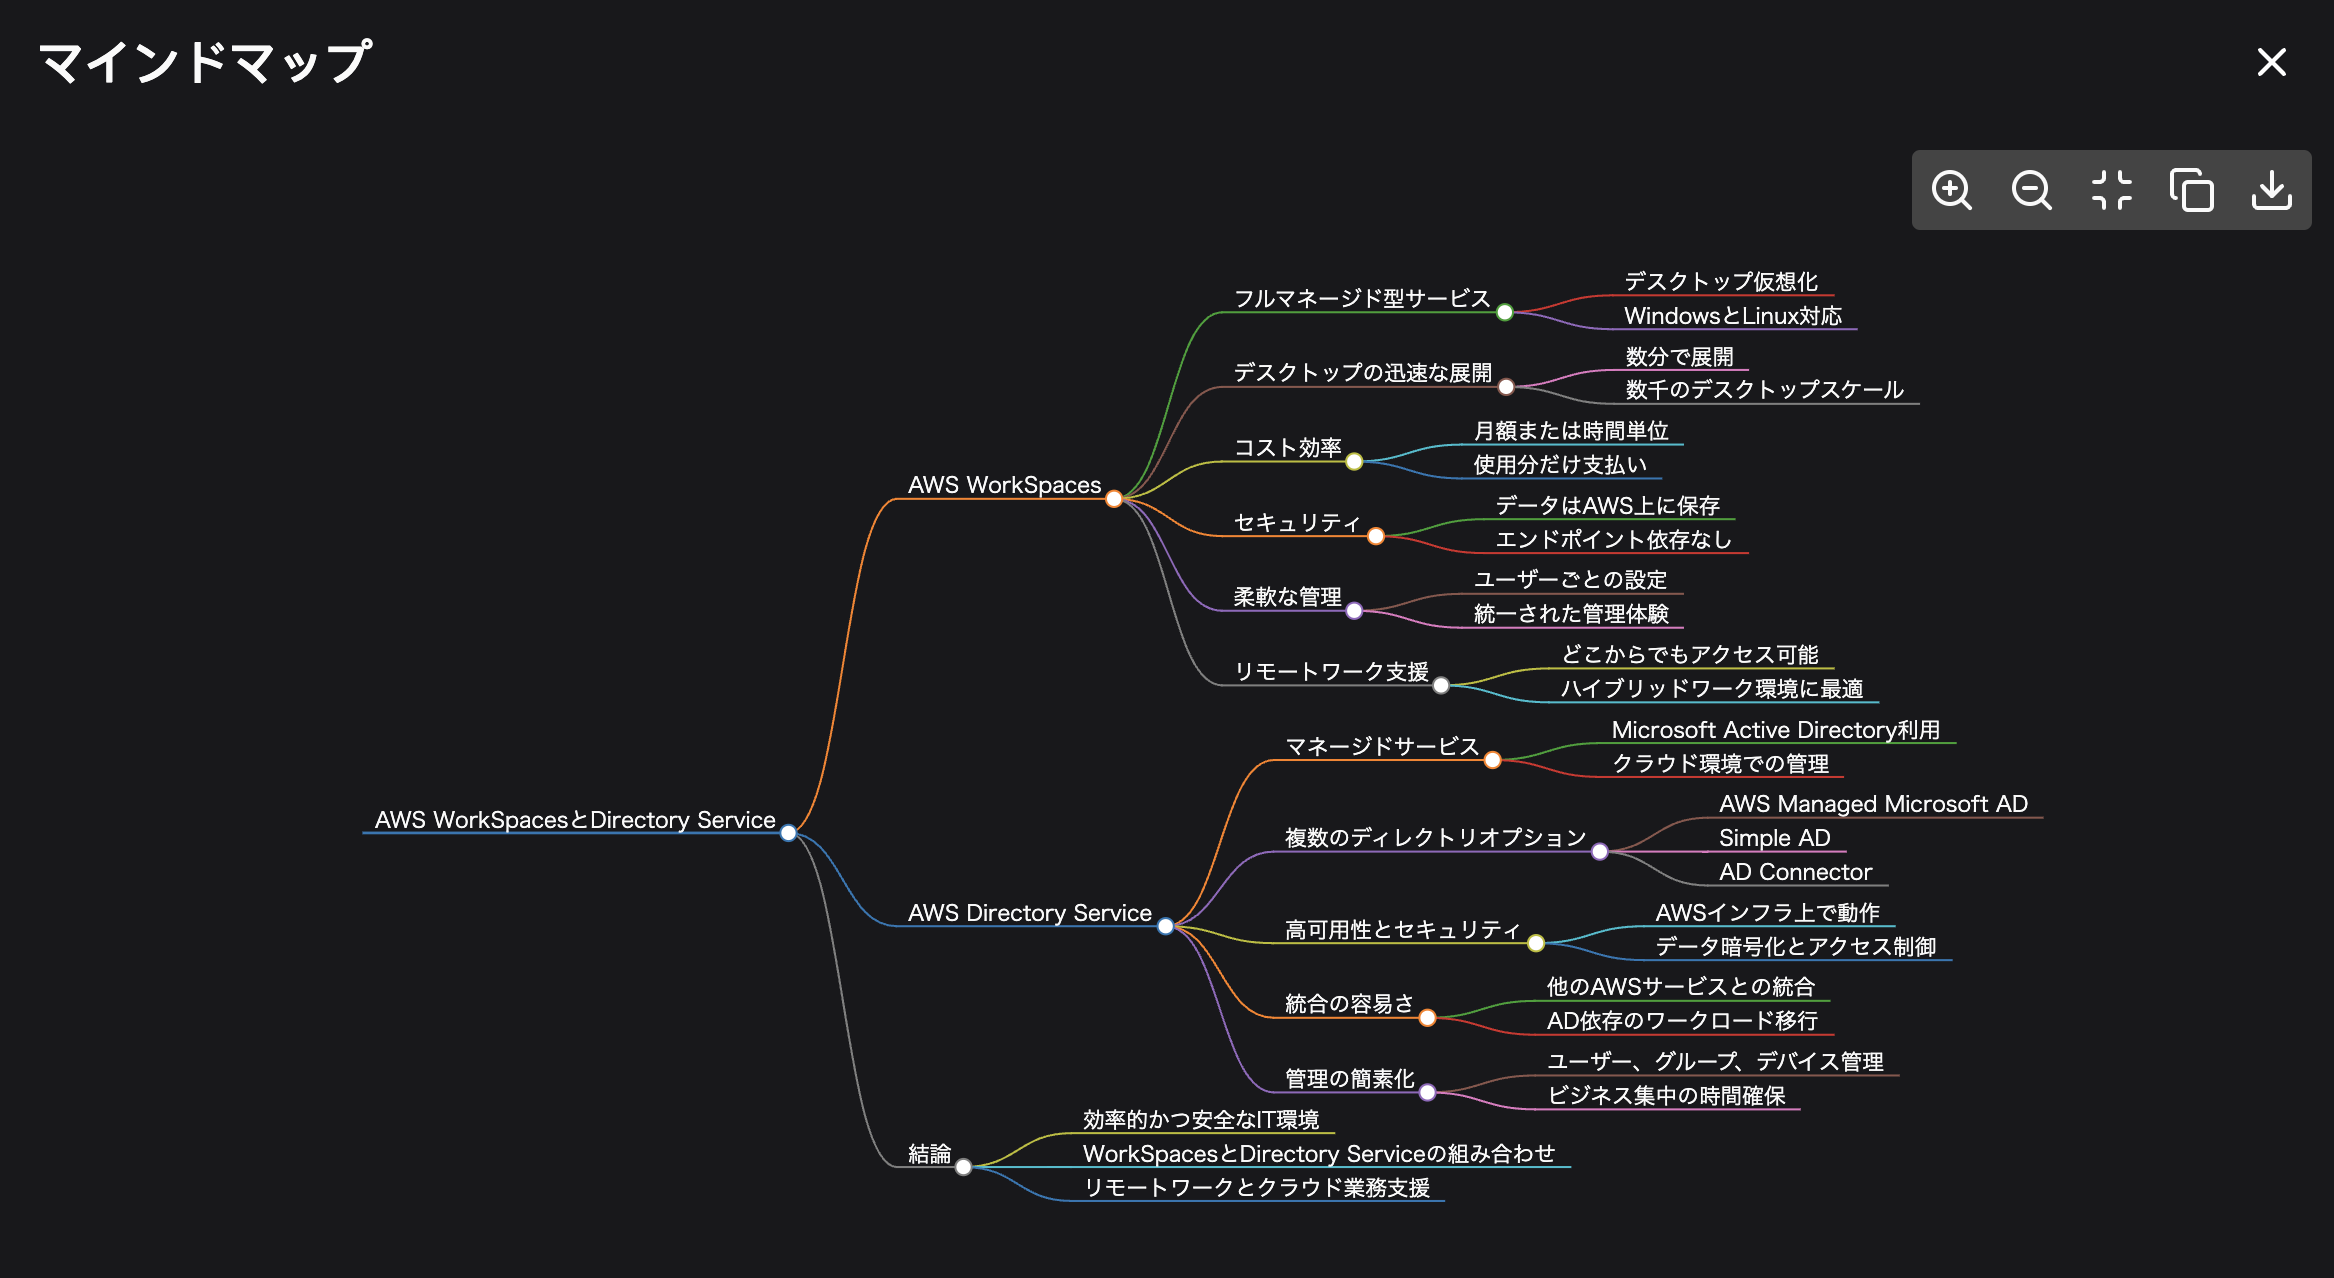 マインドマップ
AWS WorkSpacesとDirectory Service
AWS WorkSpaces
フルマネージド型サービス
デスクトップ仮想化
WindowsとLinux対応
デスクトップの迅速な展開
数分で展開
数千のデスクトップスケール
コスト効率
月額または時間単位
使用分だけ支払い
セキュリティ
データはAWS上に保存
エンドポイント依存なし
柔軟な管理
ユーザーごとの設定
統一された管理体験
リモートワーク支援
どこからでもアクセス可能
ハイブリッドワーク環境に最適
AWS Directory Service
マネージドサービス
Microsoft Active Directory利用
クラウド環境での管理
複数のディレクトリオプション
AWS Managed Microsoft AD
Simple AD
AD Connector
高可用性とセキュリティ
AWSインフラ上で動作
データ暗号化とアクセス制御
統合の容易さ
他のAWSサービスとの統合
AD依存のワークロード移行
管理の簡素化
ユーザー、グループ、デバイス管理
ビジネス集中の時間確保
結論
効率的かつ安全なIT環境
WorkSpacesとDirectory Serviceの組み合わせ
リモートワークとクラウド業務支援